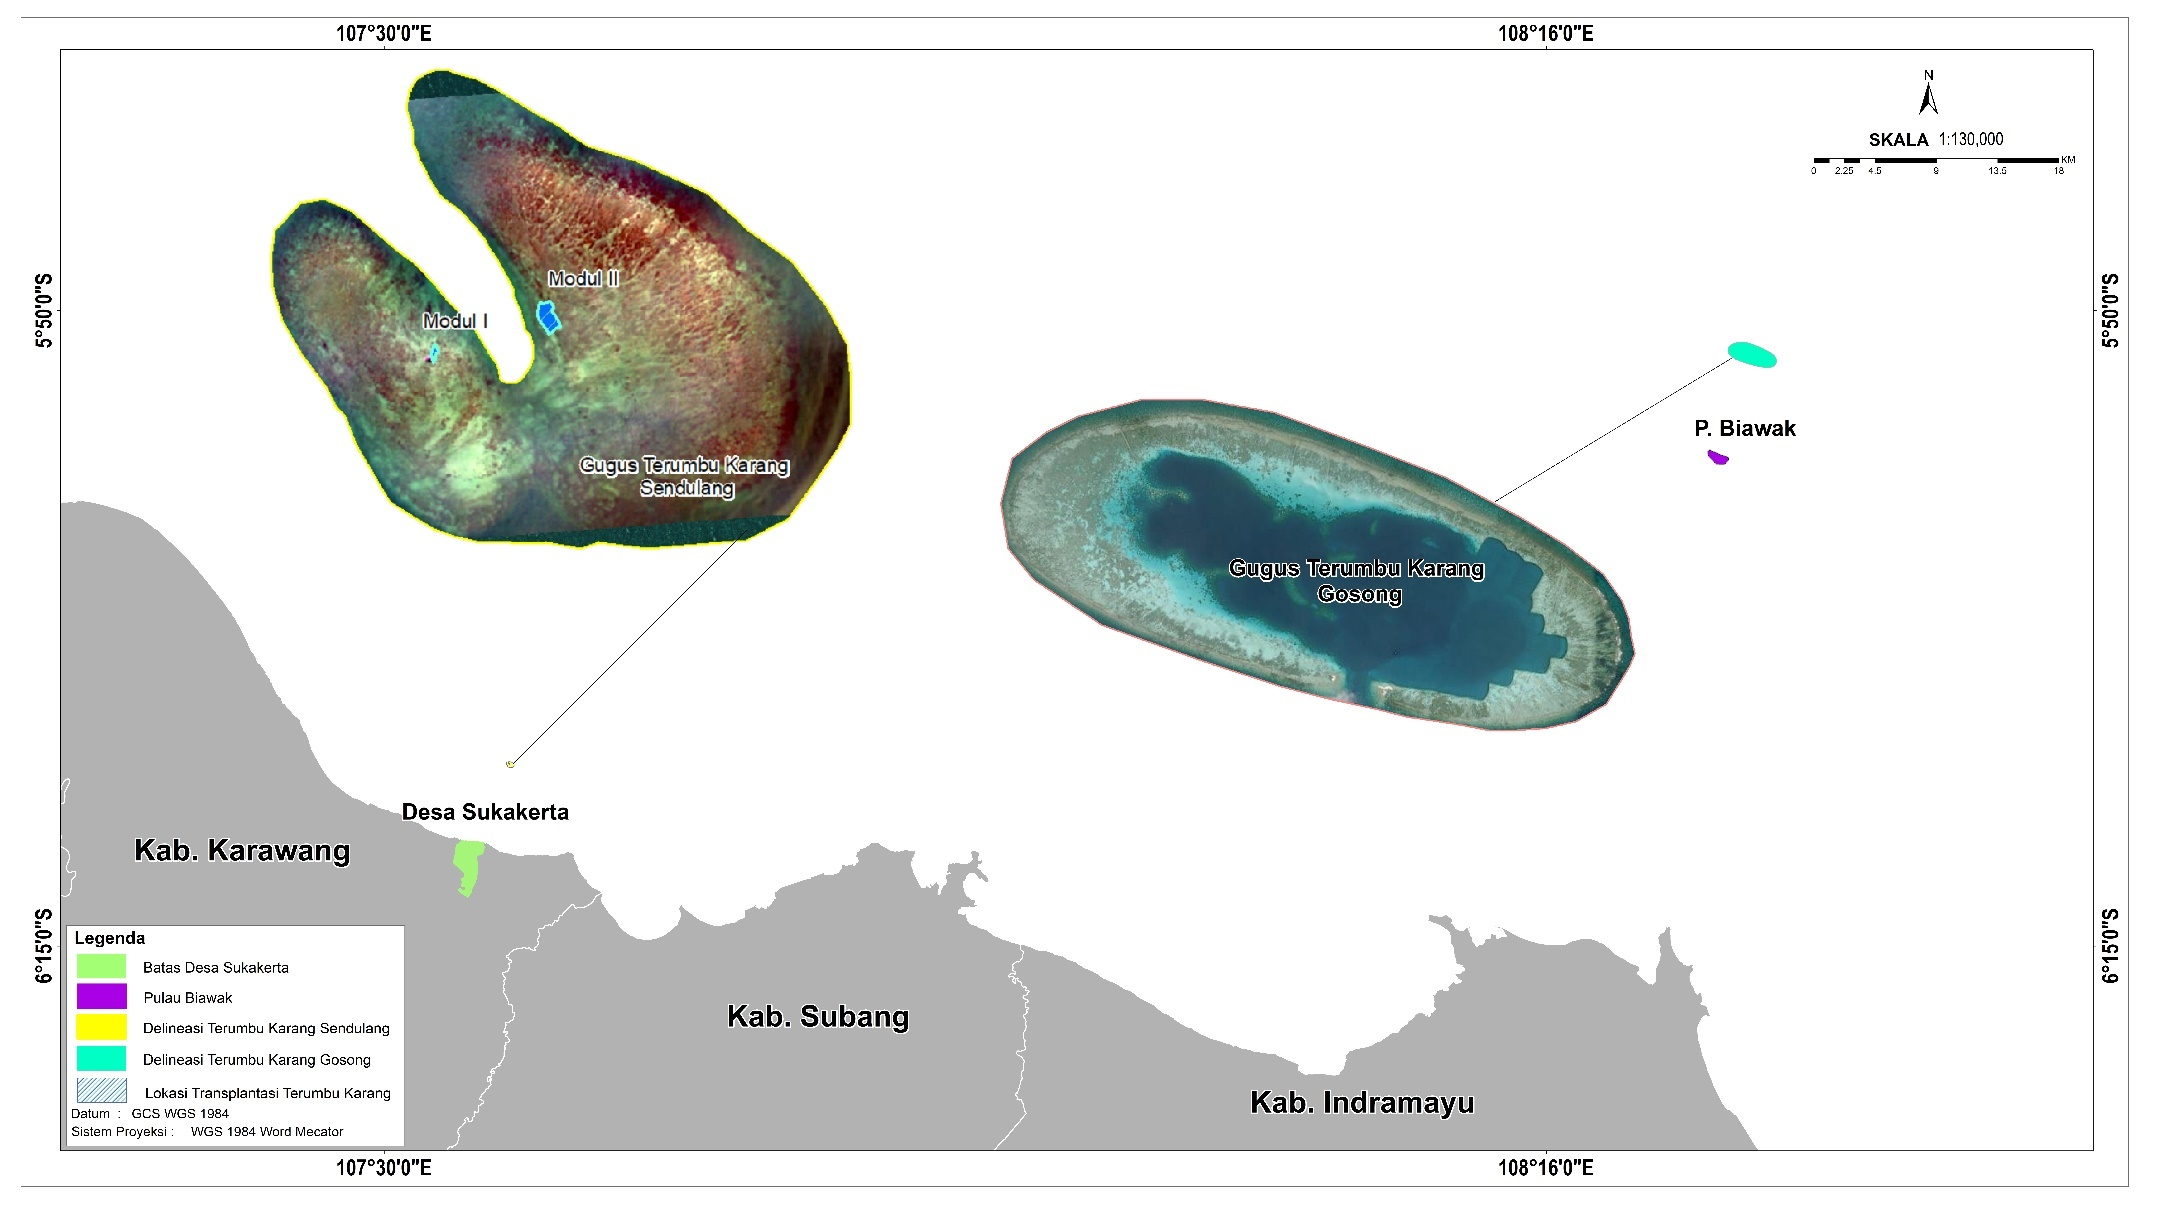 107°30'0"E
108°16'0"E
N
SKALA 1:130,000
KM
0 2.25 4.5 9 13.5 18
5°50'0"S
5°50'0"S
Modul II
Modul I
P. Biawak
Gugus Terumbu Karang
Sendulang
Gugus Terumbu Karang
Gosong
Desa Sukakerta
Kab. Karawang
6°15'0"S
6°15'0"S
Kab. Subang
Kab. Indramayu
Legenda
Batas Desa Sukakerta
Pulau Biawak
Delineasi Terumbu Karang Sendulang
Delineasi Terumbu Karang Gosong
Lokasi Transplantasi Terumbu Karang
Datum : GCS WGS 1984
Sistem Proyeksi : WGS 1984 Word Mecator
107°30'0"E
108°16'0"E